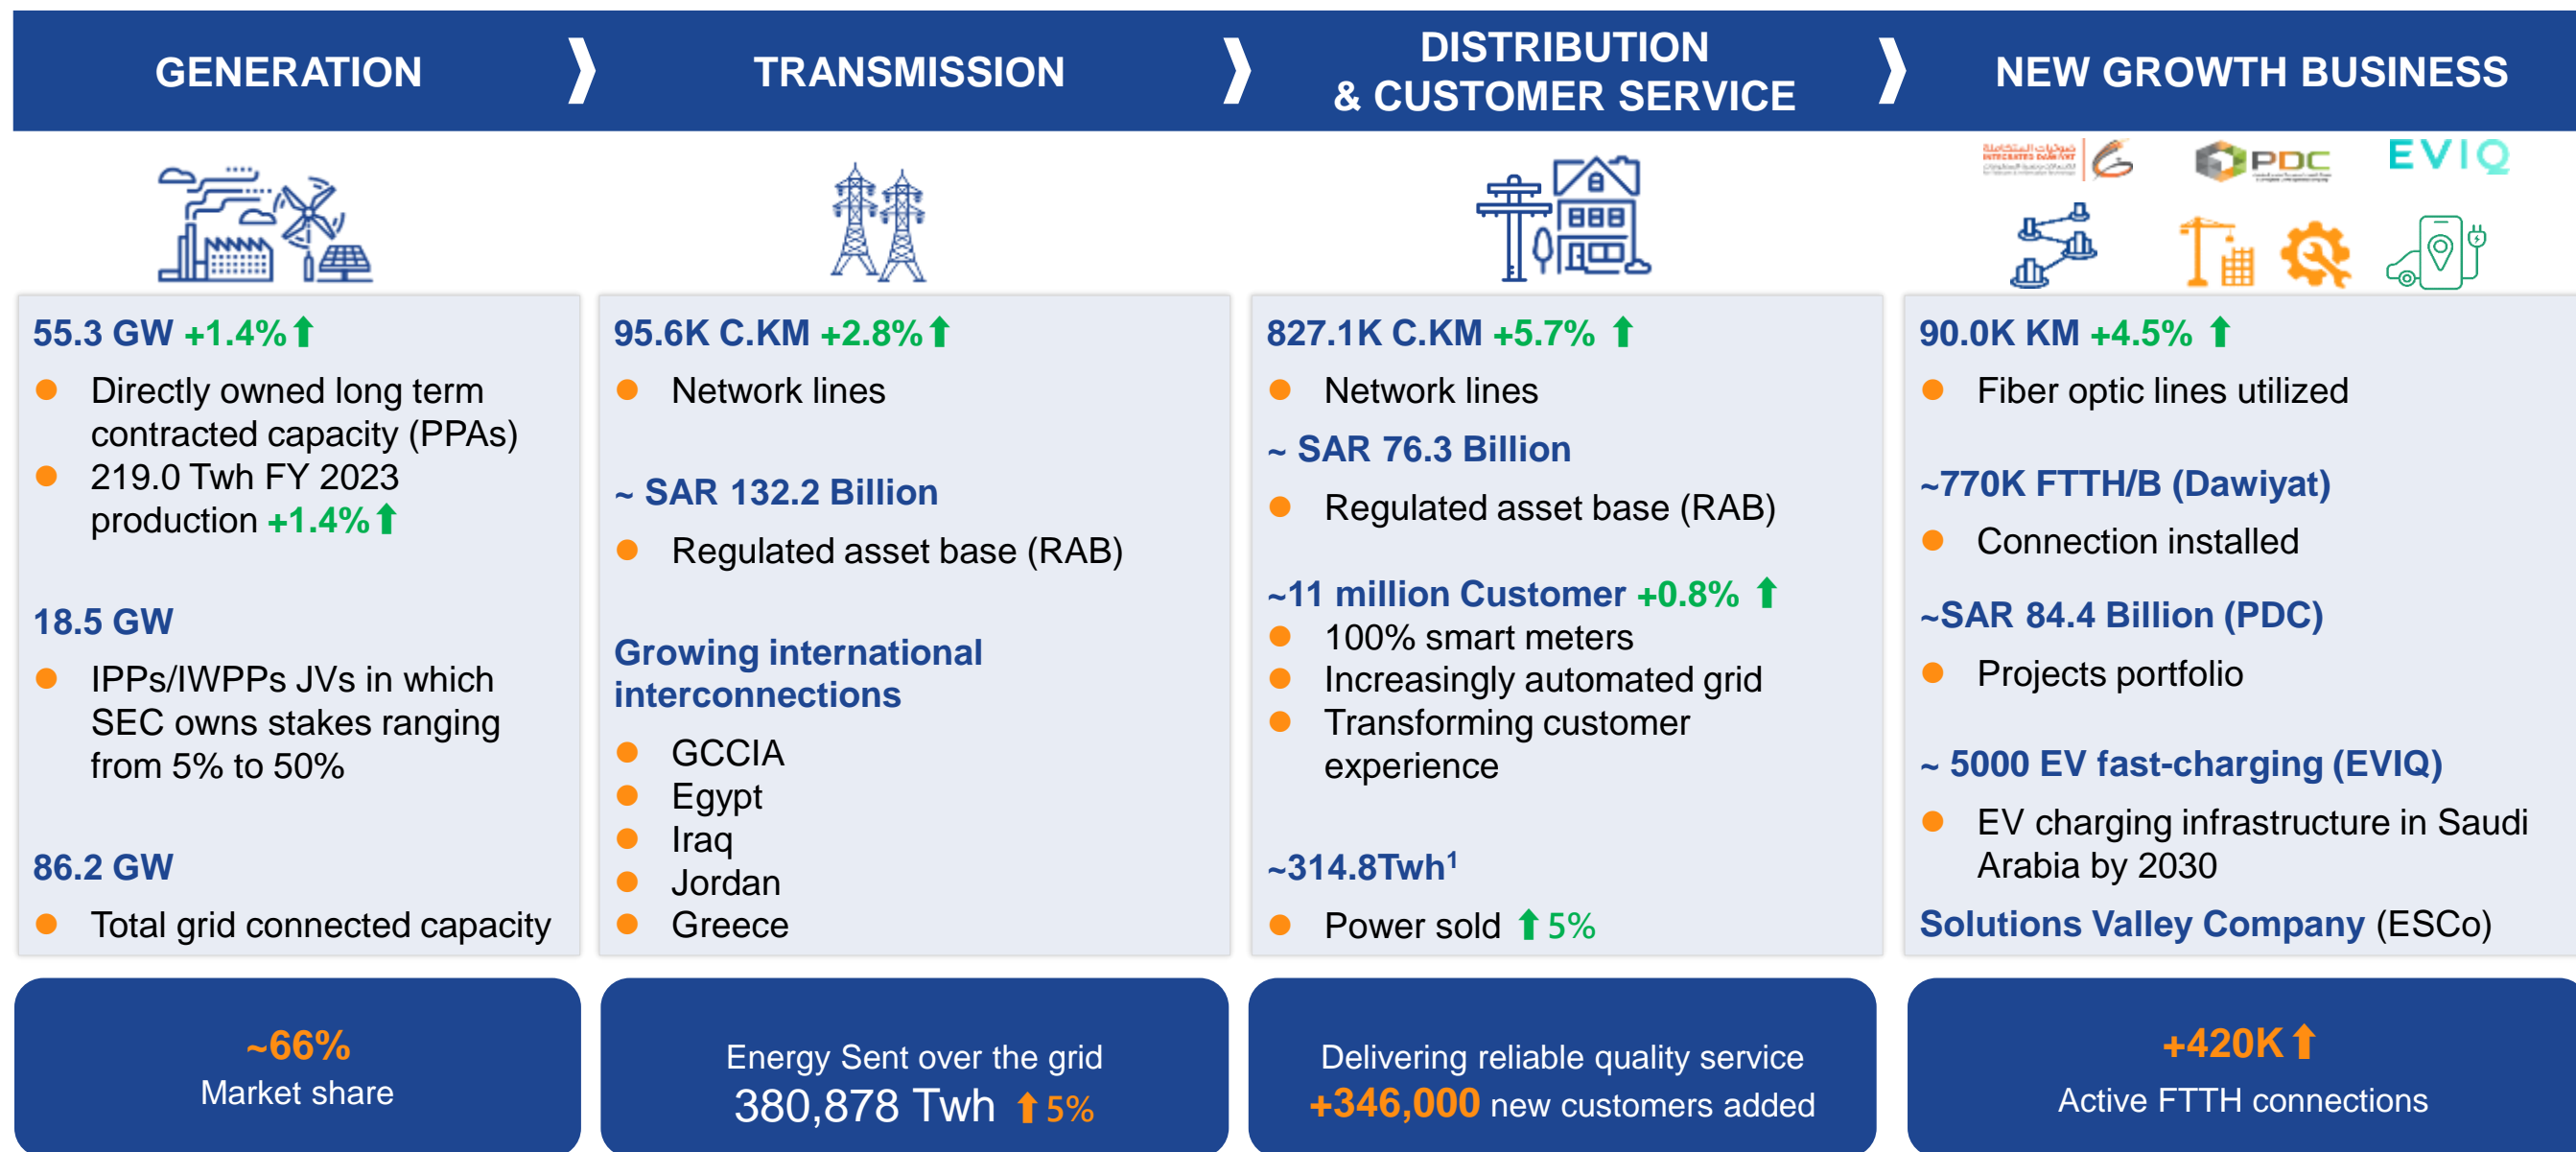 GENERATION
TRANSMISSION
DISTRIBUTION
& CUSTOMER SERVICE
NEW GROWTH BUSINESS
ضوئيات المتكاملة
INTEGRATED DAWIYAT
PDC
EVIQ
55.3 GW +1.4%
Directly owned long term
contracted capacity (PPAs)
219.0 Twh FY 2023
production +1.4%
18.5 GW
IPPs/IWPPs JVs in which
SEC owns stakes ranging
from 5% to 50%
86.2 GW
Total grid connected capacity
95.6K C.KM +2.8%
Network lines
~ SAR 132.2 Billion
Regulated asset base (RAB)
Growing international
interconnections
GCCIA
Egypt
Iraq
Jordan
Greece
827.1K C.KM +5.7%
Network lines
~ SAR 76.3 Billion
Regulated asset base (RAB)
~11 million Customer +0.8%
100% smart meters
Increasingly automated grid
Transforming customer
experience
~314.8Twh¹
Power sold 5%
90.0K KM +4.5%
Fiber optic lines utilized
~770K FTTH/B (Dawiyat)
Connection installed
~SAR 84.4 Billion (PDC)
Projects portfolio
~ 5000 EV fast-charging (EVIQ)
EV charging infrastructure in Saudi
Arabia by 2030
Solutions Valley Company (ESCo)
~66%
Market share
Energy Sent over the grid
380,878 Twh 5%
Delivering reliable quality service
+346,000 new customers added
+420K
Active FTTH connections